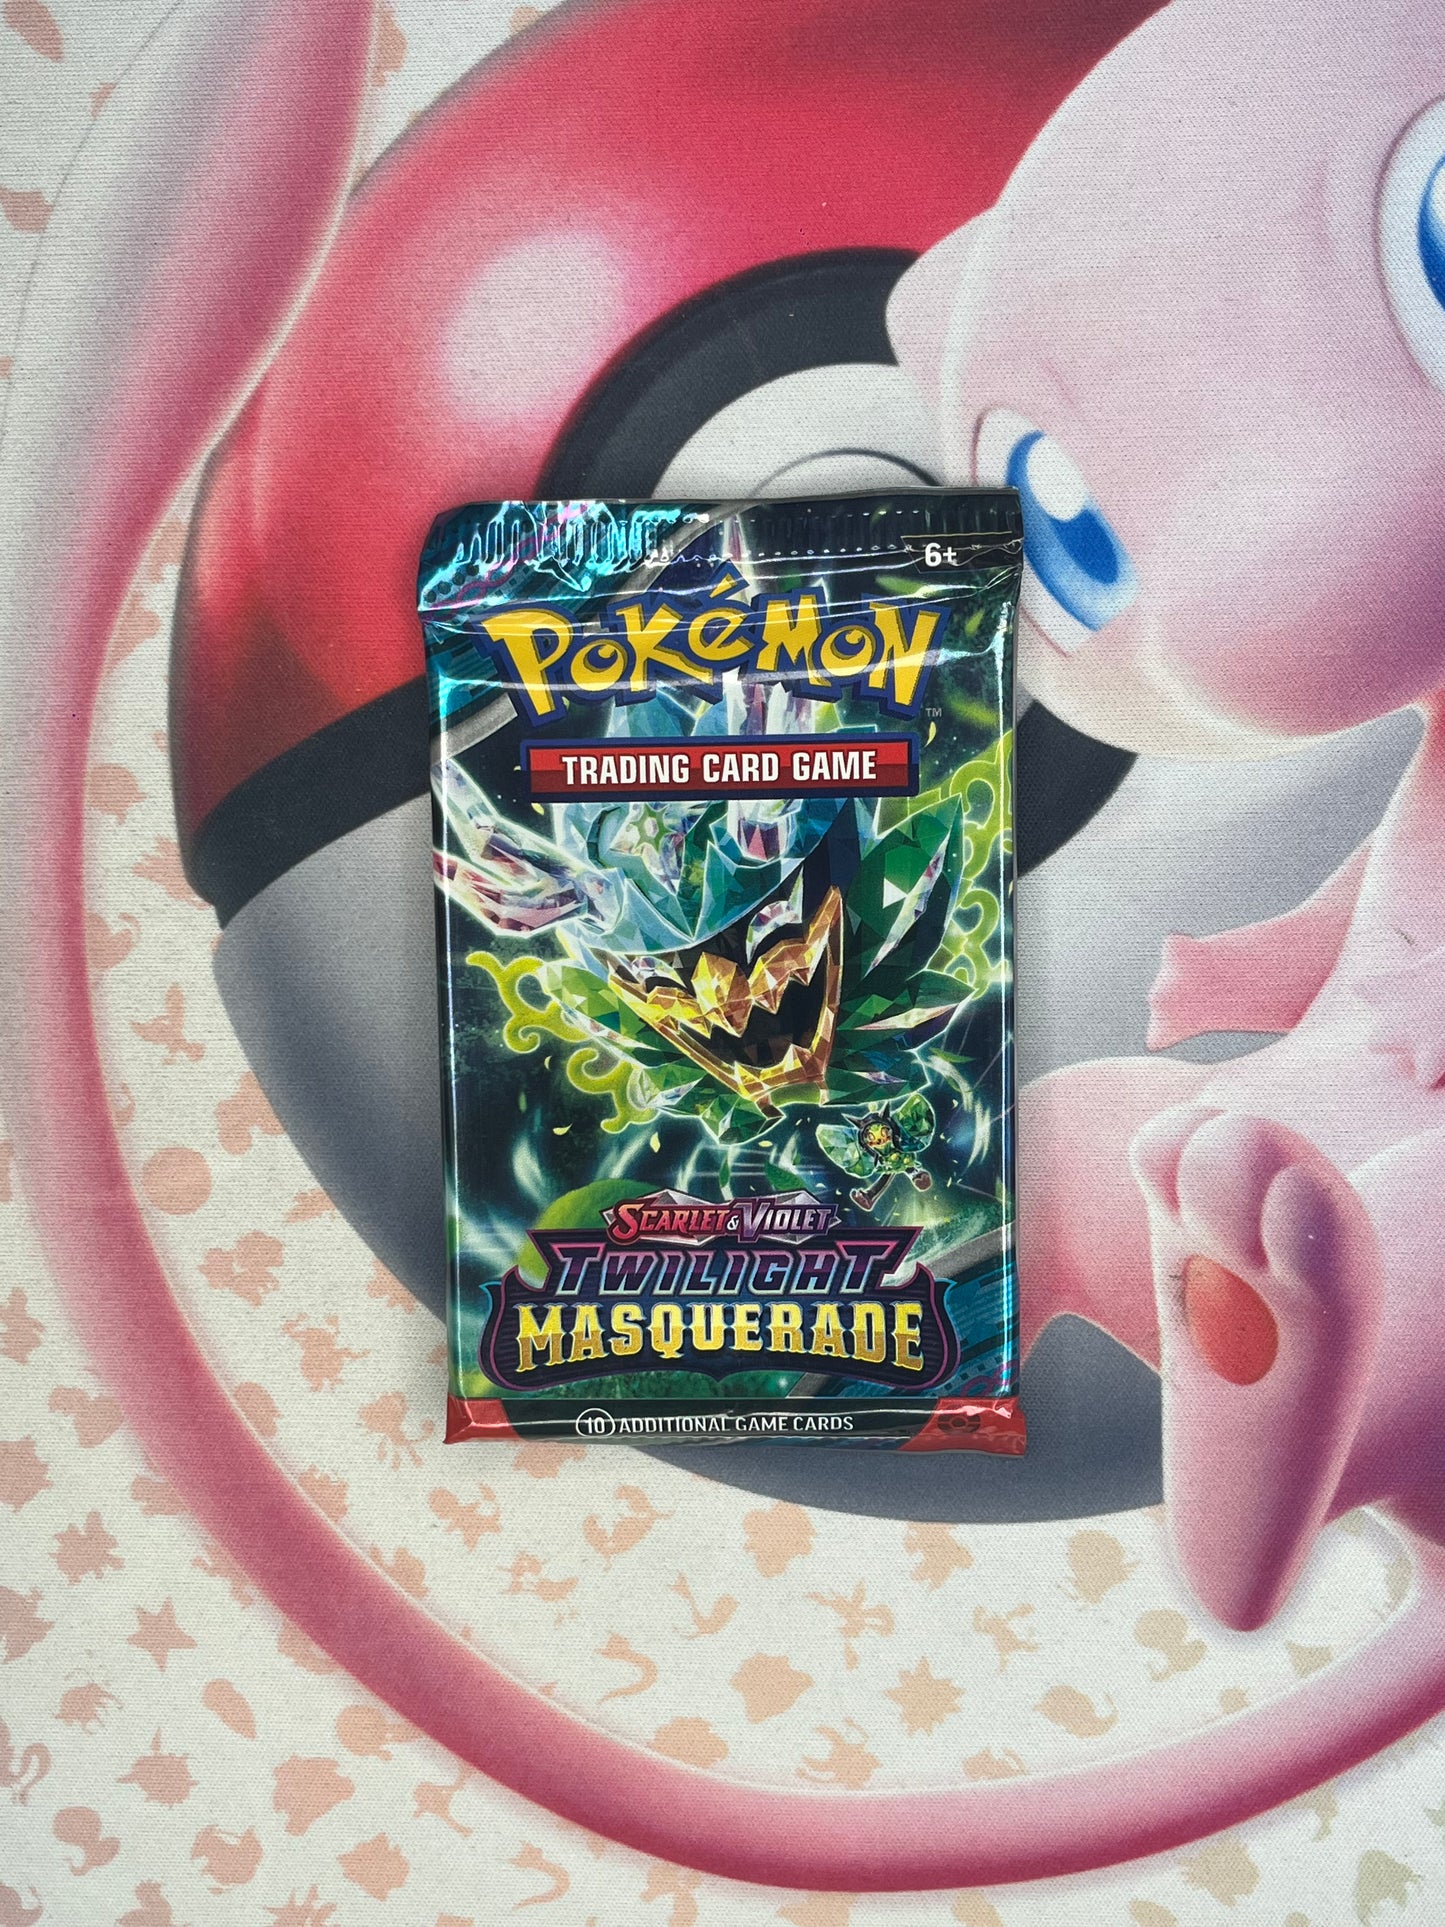 6+
POKéMON
TM
TRADING CARD GAME
SCARLET & VIOLET
TWILIGHT
MASQUERADE
10 ADDITIONAL GAME CARDS